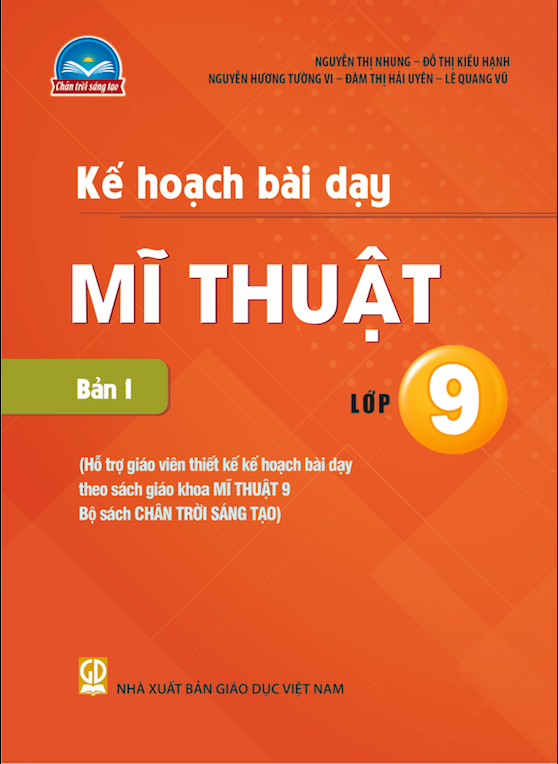 Chân trời sáng tạo
NGUYỄN THỊ NHUNG – ĐỖ THỊ KIỀU HẠNH
NGUYỄN HƯƠNG TƯỜNG VI – ĐÀM THỊ HẢI UYÊN – LÊ QUANG VŨ
Kế hoạch bài dạy
MĨ THUẬT
Bản 1
LỚP 9
(Hỗ trợ giáo viên thiết kế kế hoạch bài dạy
theo sách giáo khoa MĨ THUẬT 9
Bộ sách CHÂN TRỜI SÁNG TẠO)
GD
NHÀ XUẤT BẢN GIÁO DỤC VIỆT NAM